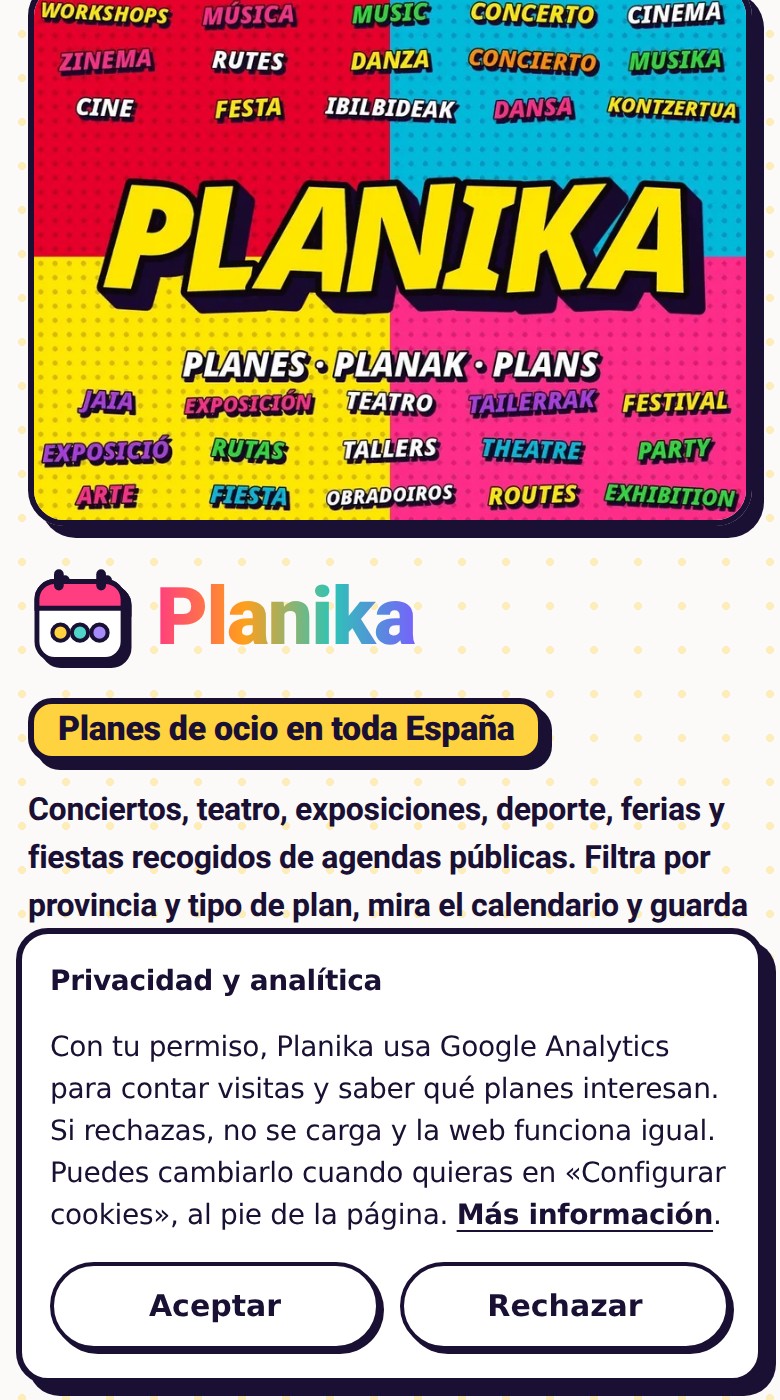 WORKSHOPS MÚSICA MUSIC CONCERTO CINEMA
ZINEMA RUTES DANZA CONCIERTO MUSIKA
CINE FESTA IBILBIDEAK DANSA KONTZERTUA
PLANIKA
PLANES • PLANAK • PLANS
JAIA EXPOSICIÓN TEATRO TAILERRAK FESTIVAL
EXPOSICIÓ RUTAS TALLERS THEATRE PARTY
ARTE FIESTA OBRADOIROS ROUTES EXHIBITION
Planika
Planes de ocio en toda España
Conciertos, teatro, exposiciones, deporte, ferias y
fiestas recogidos de agendas públicas. Filtra por
provincia y tipo de plan, mira el calendario y guarda
Privacidad y analítica
Con tu permiso, Planika usa Google Analytics
para contar visitas y saber qué planes interesan.
Si rechazas, no se carga y la web funciona igual.
Puedes cambiarlo cuando quieras en «Configurar
cookies», al pie de la página. Más información.
Aceptar Rechazar